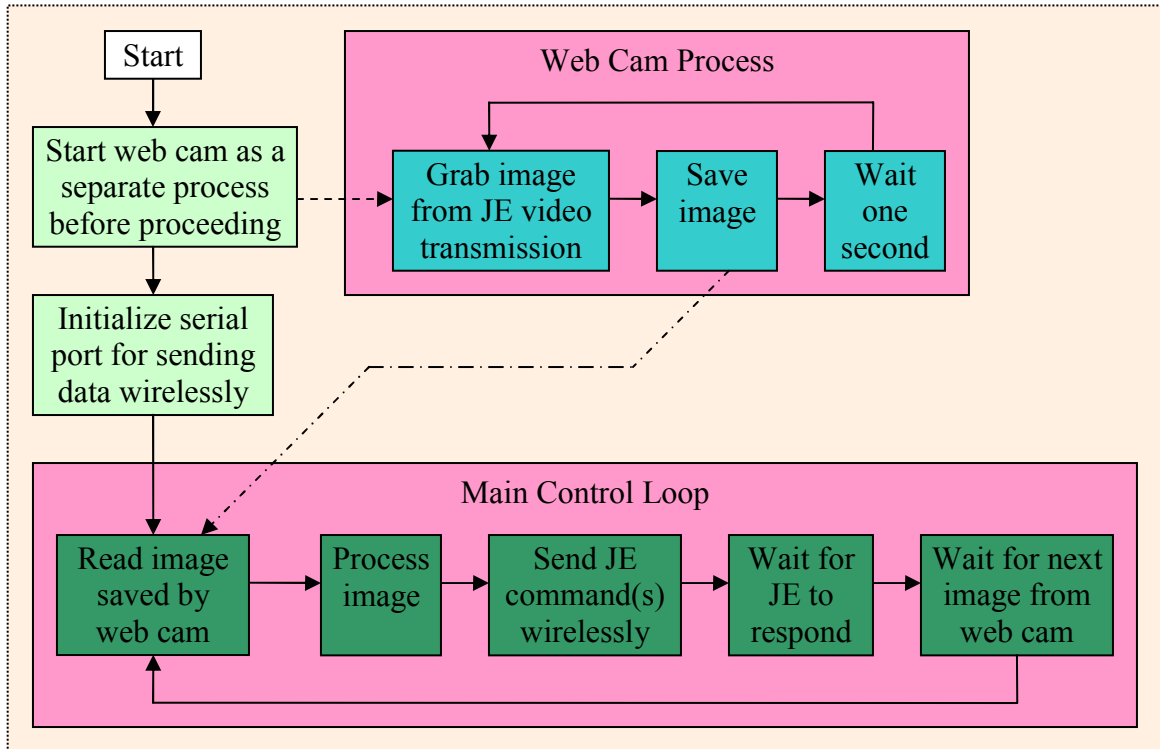 Start
Start web cam as a
separate process
before proceeding
Initialize serial
port for sending
data wirelessly
Web Cam Process
Grab image
from JE video
transmission
Save
image
Wait
one
second
Main Control Loop
Read image
saved by
web cam
Process
image
Send JE
command(s)
wirelessly
Wait for
JE to
respond
Wait for next
image from
web cam